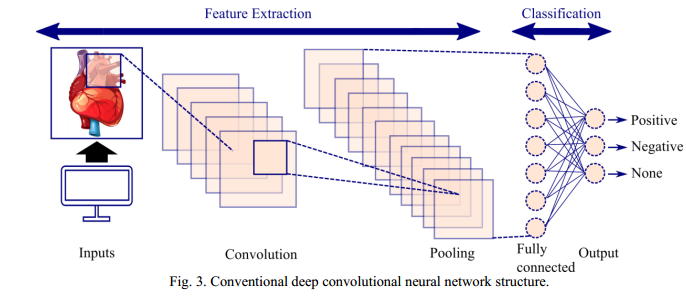 Feature Extraction
Classification
Positive
Negative
None
Inputs
Convolution
Pooling
Fully
connected
Output
Fig. 3. Conventional deep convolutional neural network structure.